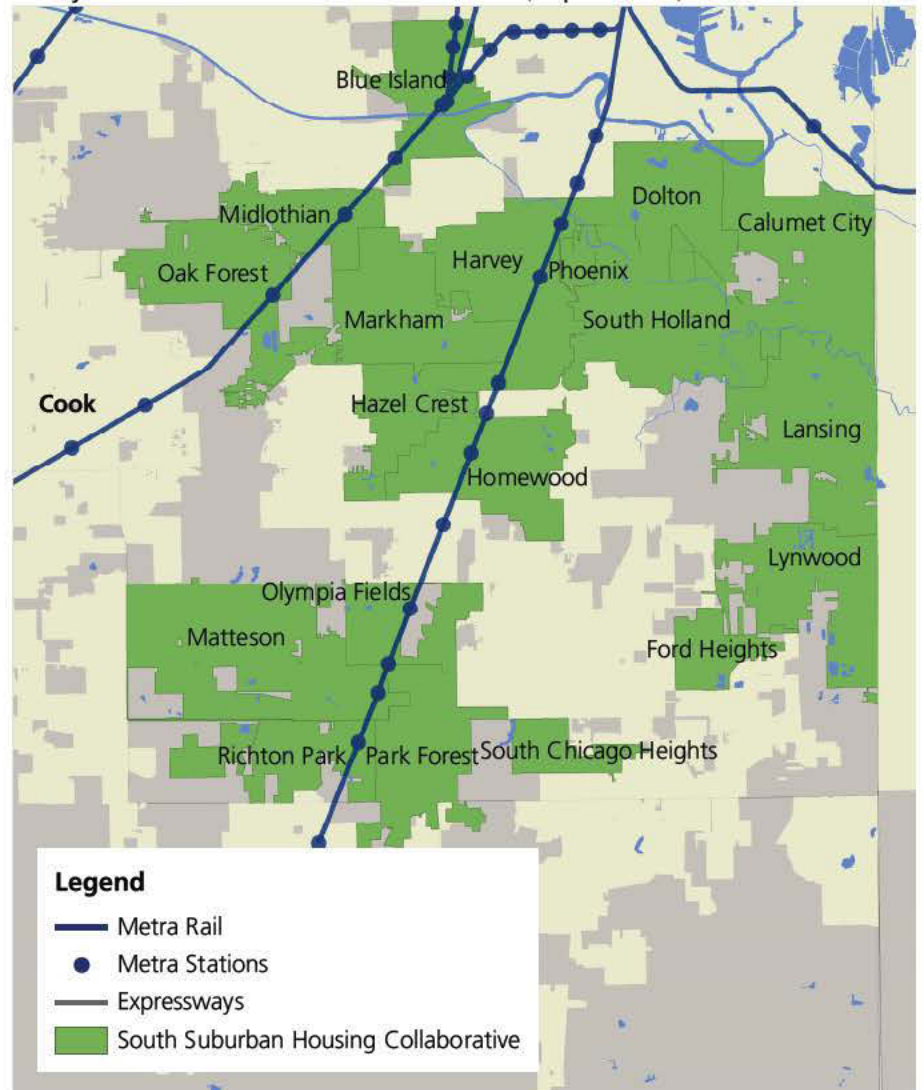 Blue Island
Dolton
Midlothian
Calumet City
Harvey
Phoenix
Oak Forest
Markham
South Holland
Cook
Hazel Crest
Lansing
Homewood
Lynwood
Olympia Fields
Matteson
Ford Heights
Richton Park
Park Forest
South Chicago Heights
Legend
Metra Rail
Metra Stations
Expressways
South Suburban Housing Collaborative